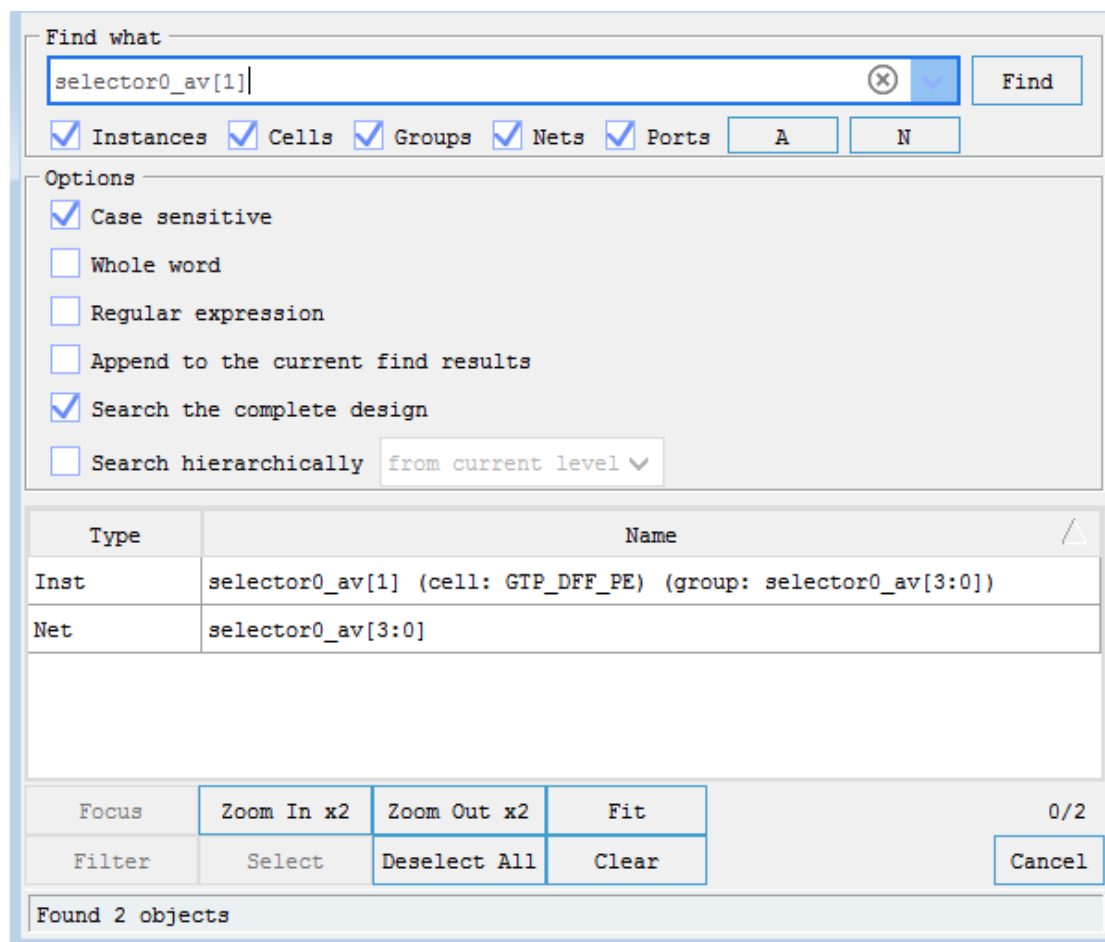 Find what
selector0_av[1]
Find
Instances Cells Groups Nets Ports A N
Options
Case sensitive
Whole word
Regular expression
Append to the current find results
Search the complete design
Search hierarchically from current level
Type Name
Inst selector0_av[1] (cell: GTP_DFF_PE) (group: selector0_av[3:0])
Net selector0_av[3:0]
Focus Zoom In x2 Zoom Out x2 Fit 0/2
Filter Select Deselect All Clear Cancel
Found 2 objects